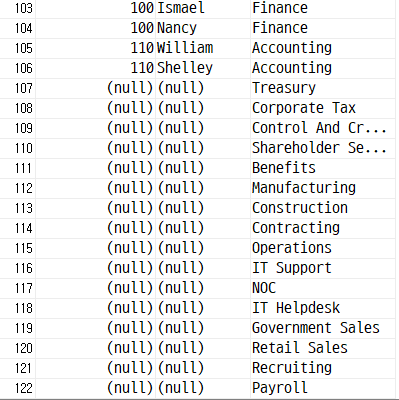 103 100 Ismael Finance
104 100 Nancy Finance
105 110 William Accounting
106 110 Shelley Accounting
107 (null) (null) Treasury
108 (null) (null) Corporate Tax
109 (null) (null) Control And Cr...
110 (null) (null) Shareholder Se...
111 (null) (null) Benefits
112 (null) (null) Manufacturing
113 (null) (null) Construction
114 (null) (null) Contracting
115 (null) (null) Operations
116 (null) (null) IT Support
117 (null) (null) NOC
118 (null) (null) IT Helpdesk
119 (null) (null) Government Sales
120 (null) (null) Retail Sales
121 (null) (null) Recruiting
122 (null) (null) Payroll